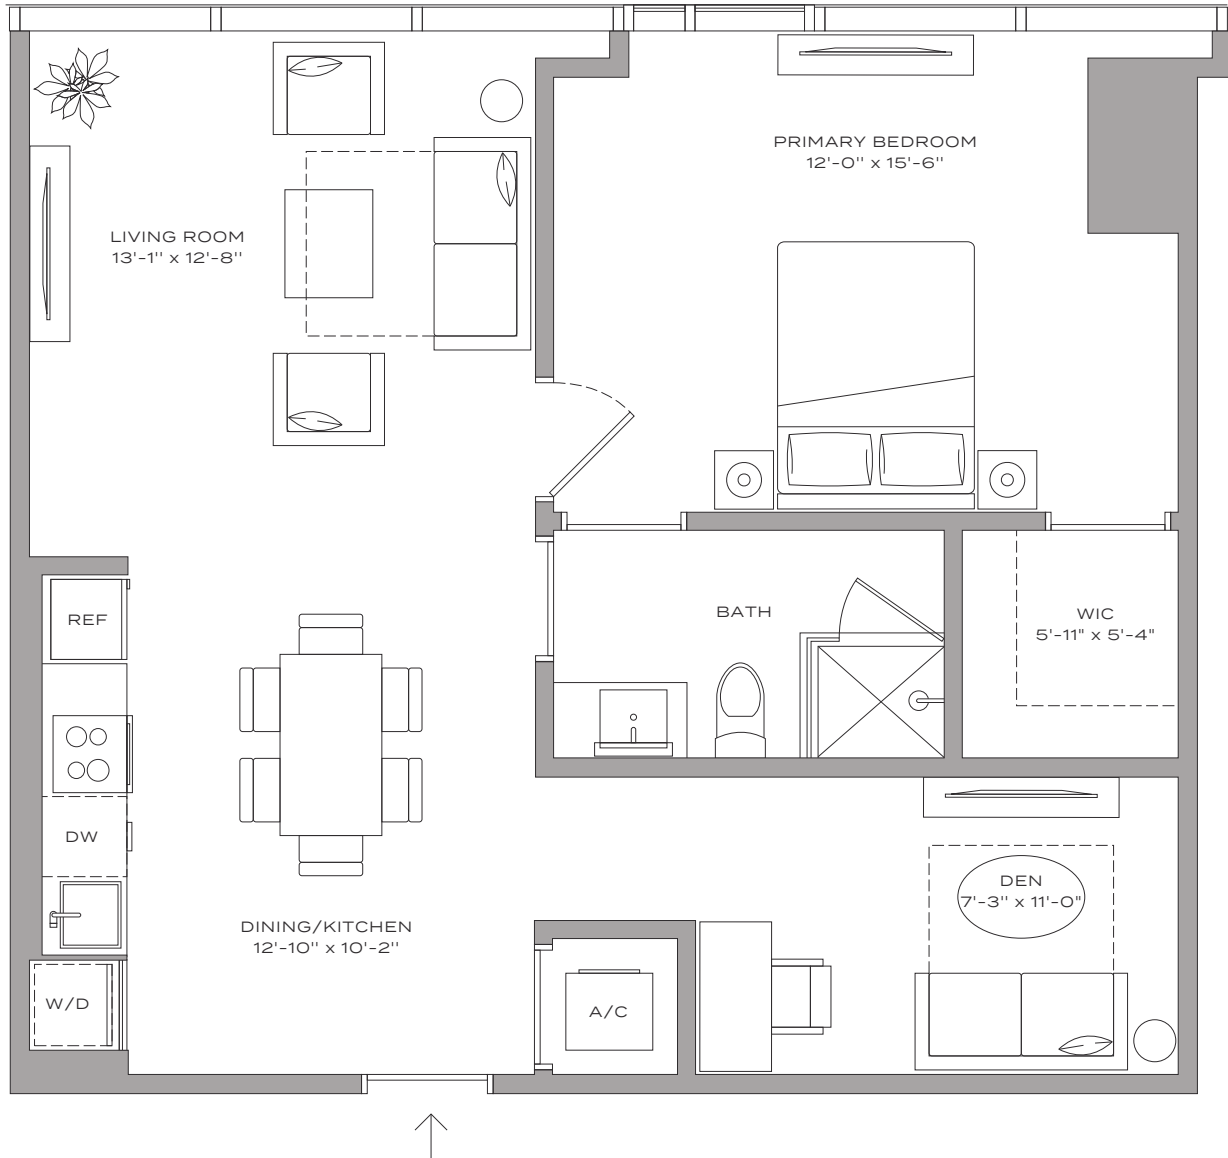 PRIMARY BEDROOM
12'-0" x 15'-6"
LIVING ROOM
13'-1" x 12'-8"
REF
BATH
WIC
5'-11" x 5'-4"
DW
DEN
7'-3" x 11'-0"
DINING/KITCHEN
12'-10" x 10'-2"
W/D
A/C